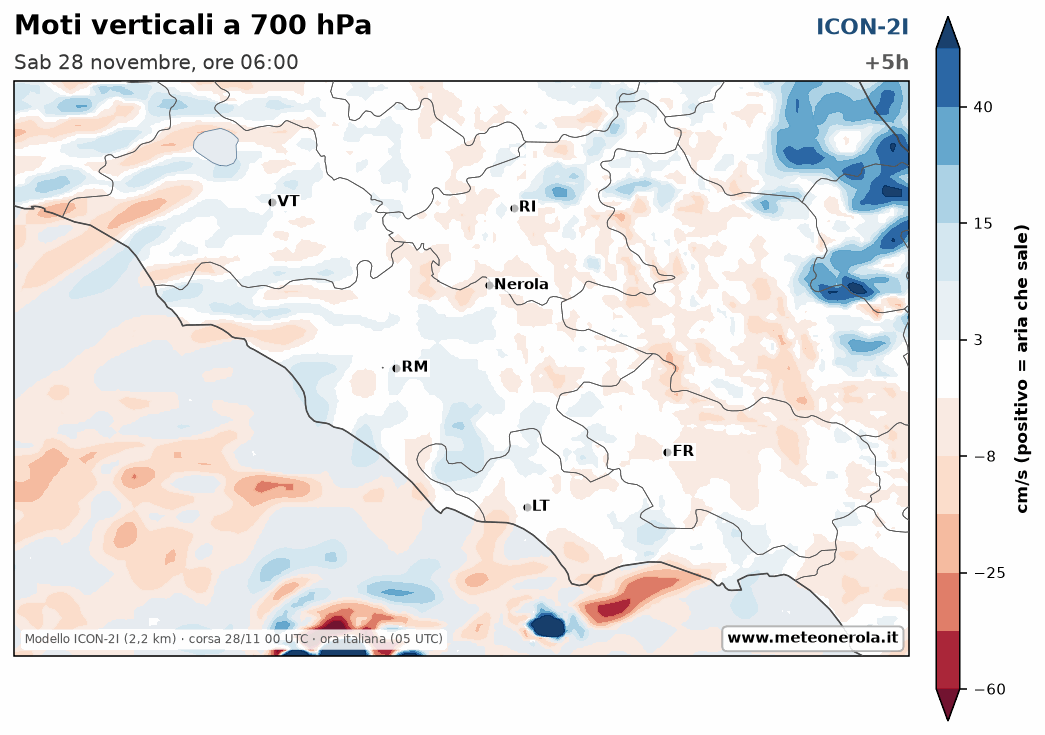 Moti verticali a 700 hPa
ICON-2I
Sab 28 novembre, ore 06:00
+5h
VT
RI
Nerola
RM
FR
LT
Modello ICON-2I (2,2 km) · corsa 28/11 00 UTC · ora italiana (05 UTC)
www.meteonerola.it
40
15
3
−8
−25
−60
cm/s (positivo = aria che sale)